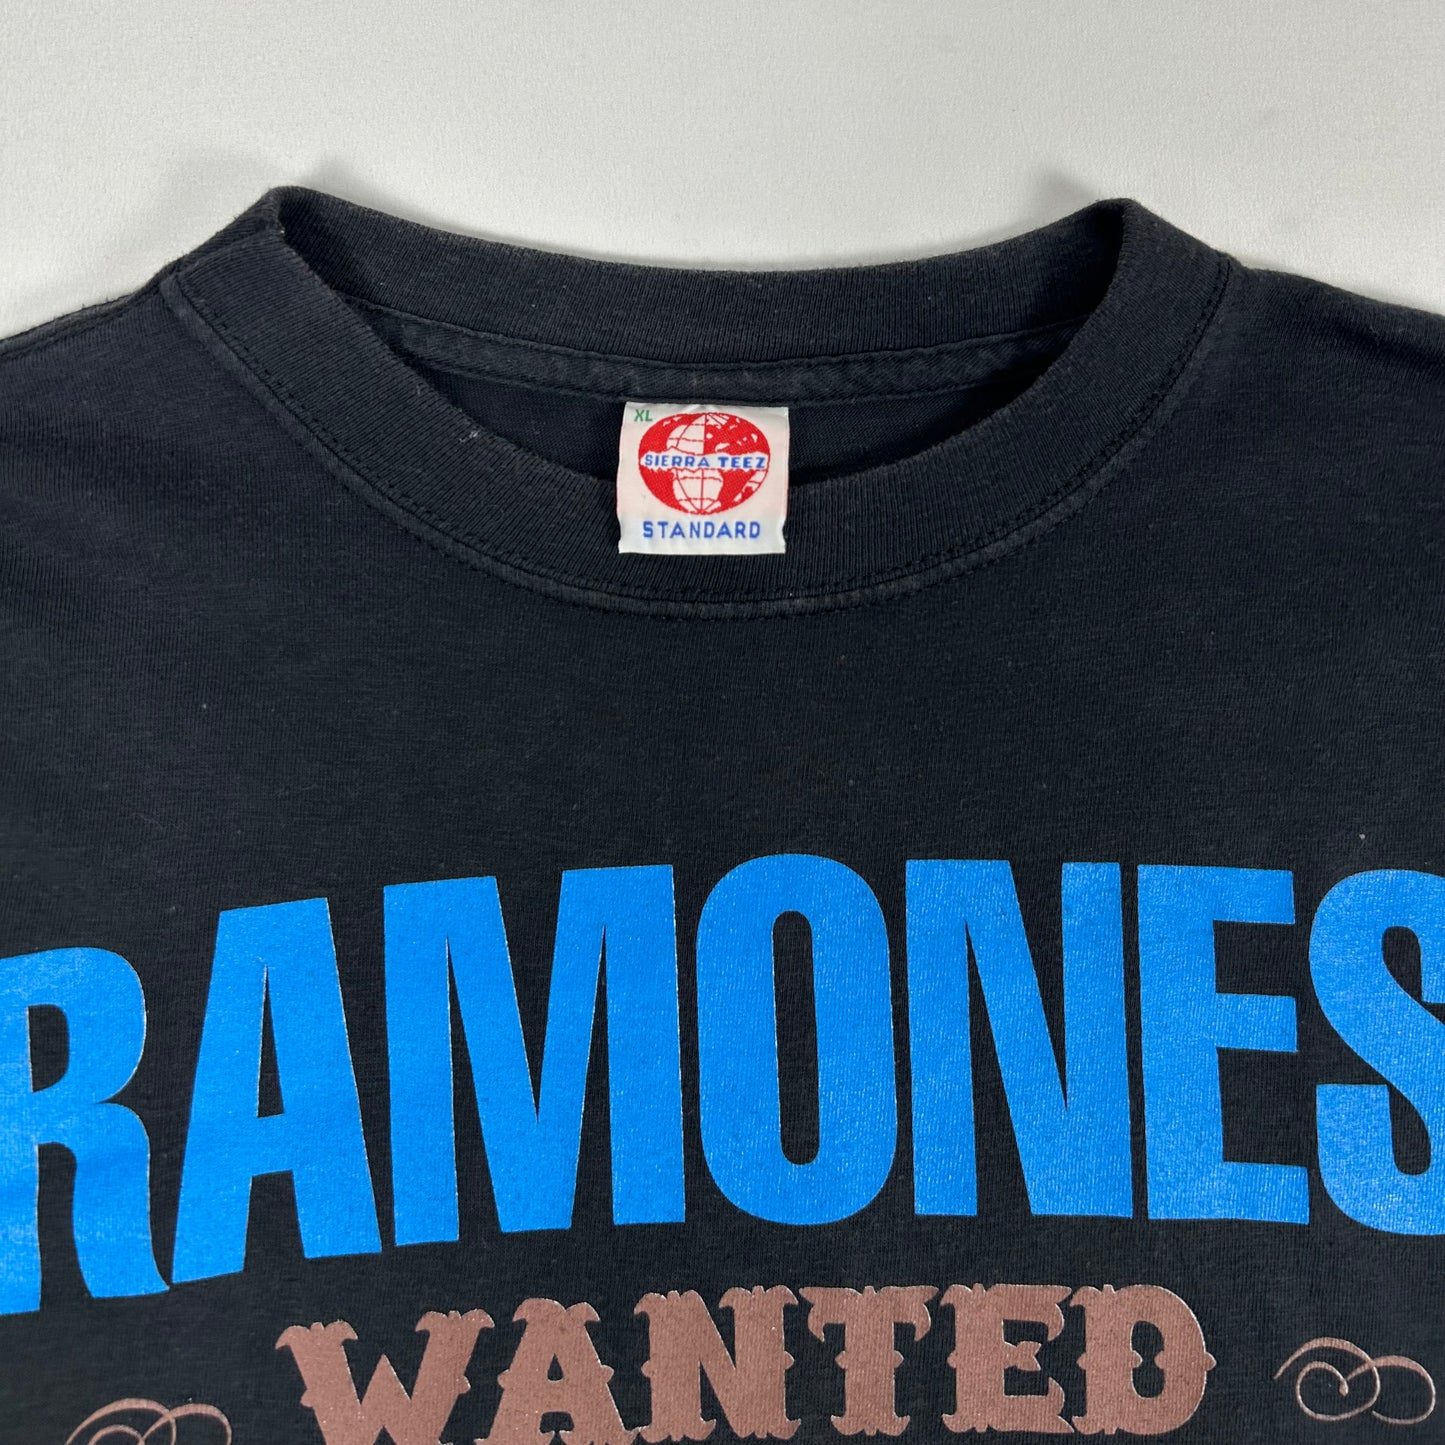 XL
SIERRA TEEZ
STANDARD
RAMONES
WANTED